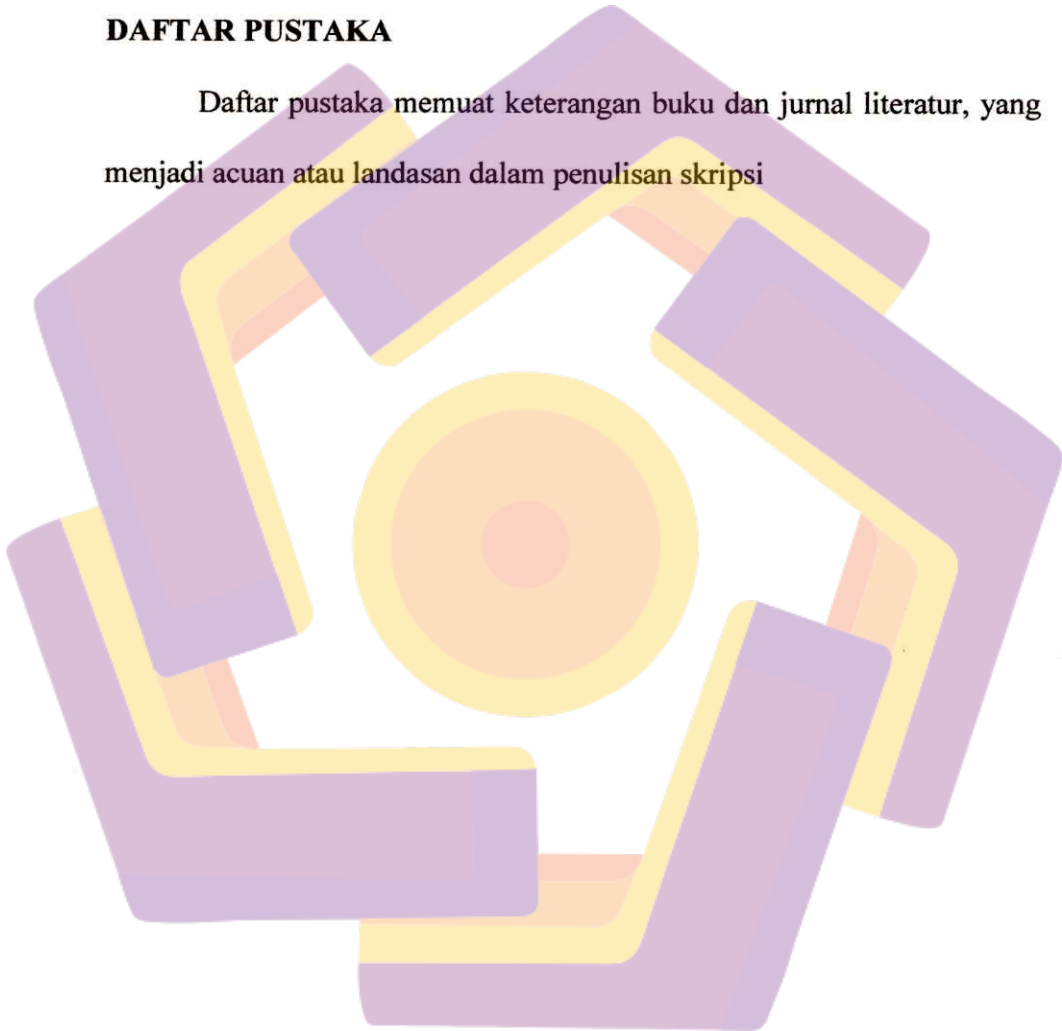 DAFTAR PUSTAKA
Daftar pustaka memuat keterangan buku dan jurnal literatur, yang
menjadi acuan atau landasan dalam penulisan skripsi